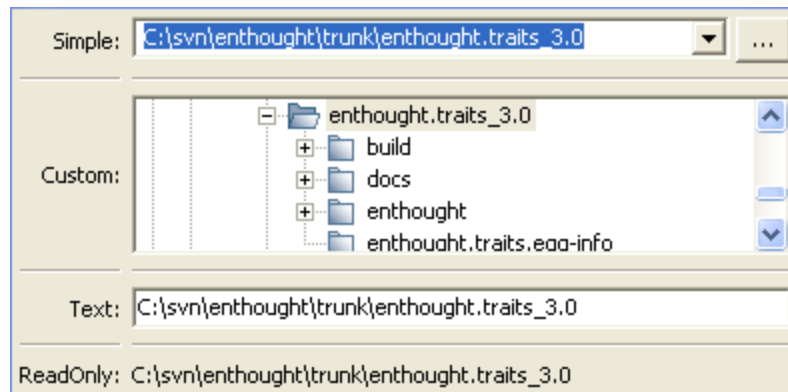 Simple: C:\svn\enthought\trunk\enthought.traits_3.0 ...
enthought.traits_3.0
build
Custom: docs
enthought
enthought.traits.egg-info
Text: C:\svn\enthought\trunk\enthought.traits_3.0
ReadOnly: C:\svn\enthought\trunk\enthought.traits_3.0